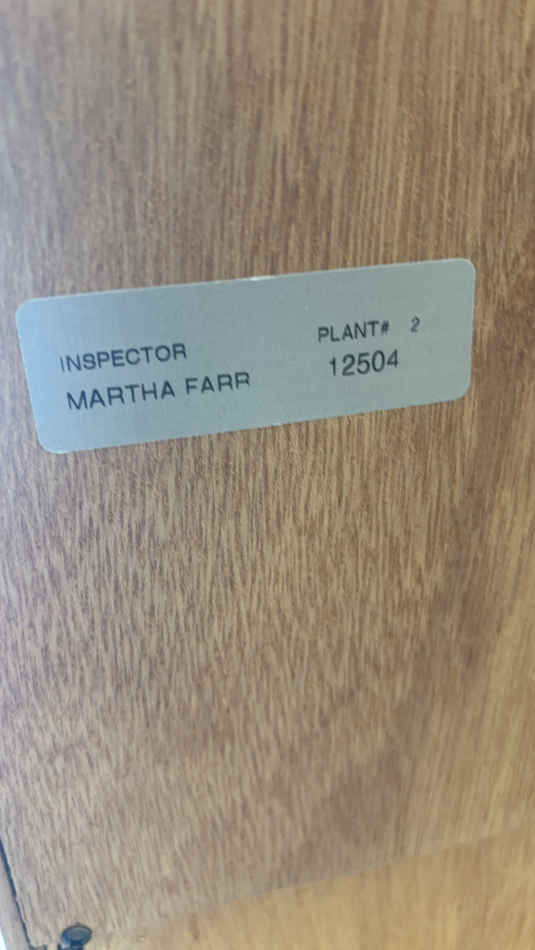 INSPECTOR
MARTHA FARR
PLANT# 2
12504